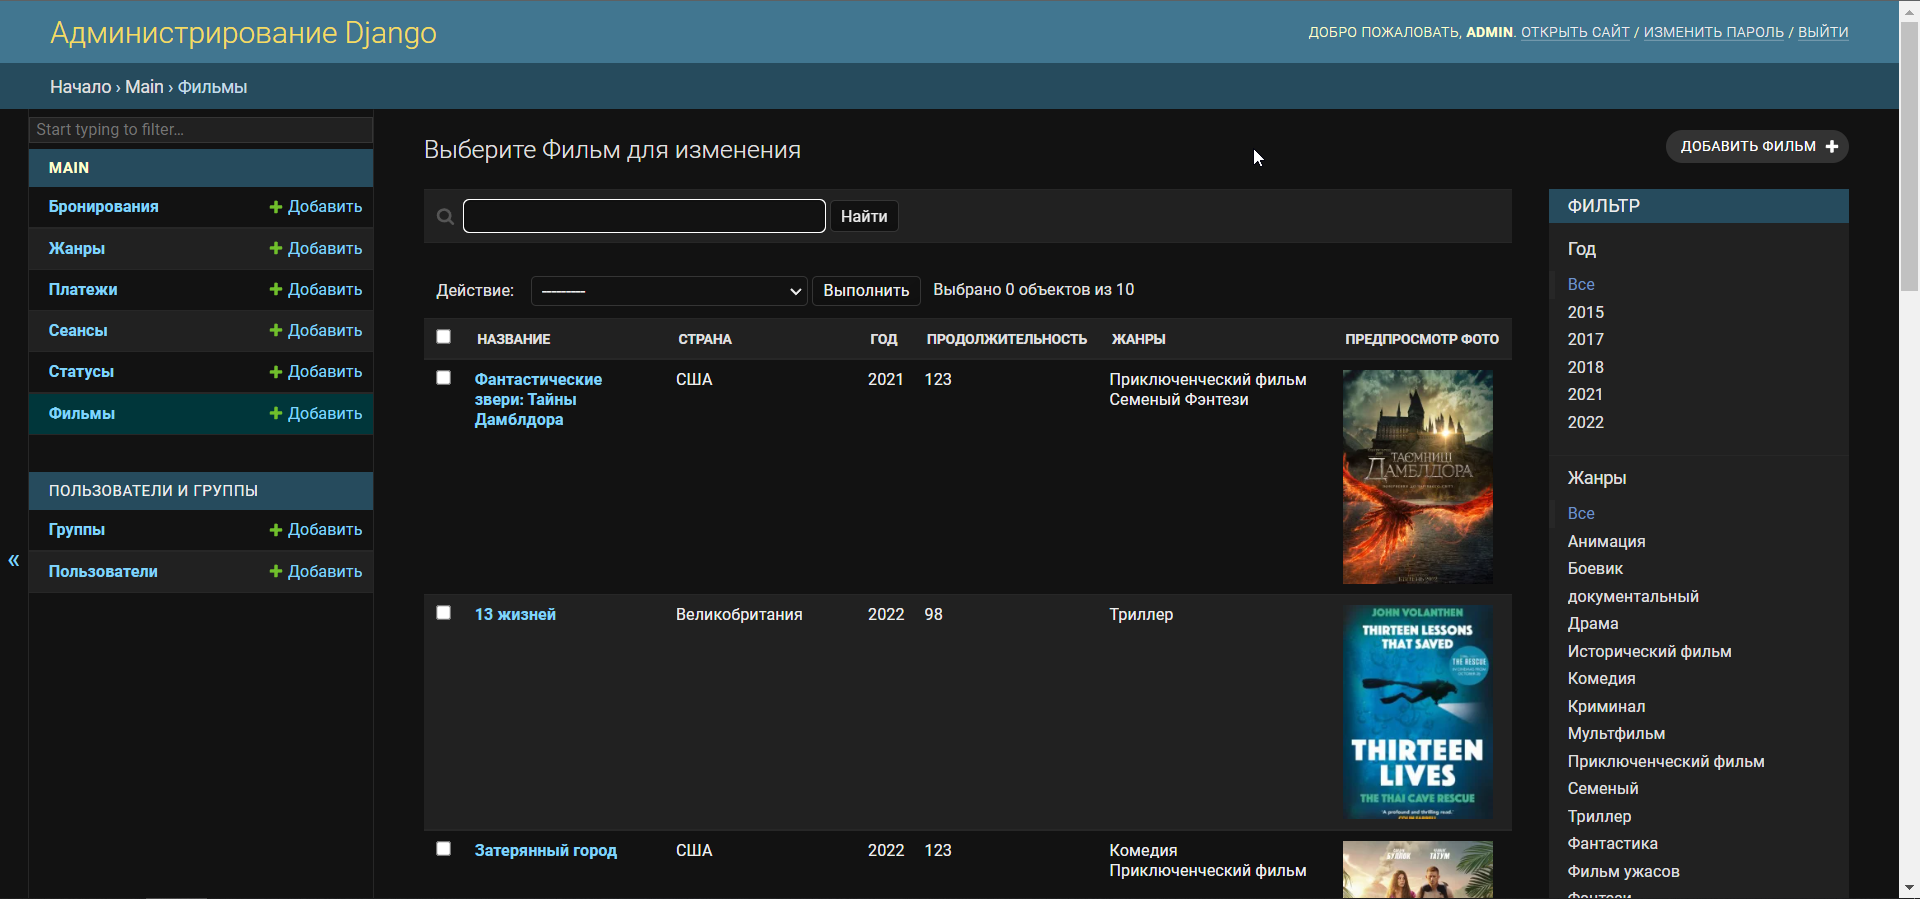 Администрирование Django
ДОБРО ПОЖАЛОВАТЬ, ADMIN. ОТКРЫТЬ САЙТ / ИЗМЕНИТЬ ПАРОЛЬ / ВЫЙТИ
Начало › Main › Фильмы
Start typing to filter...
MAIN
Бронирования + Добавить
Жанры + Добавить
Платежи + Добавить
Сеансы + Добавить
Статусы + Добавить
Фильмы + Добавить
ПОЛЬЗОВАТЕЛИ И ГРУППЫ
Группы + Добавить
Пользователи + Добавить
«
Выберите Фильм для изменения
ДОБАВИТЬ ФИЛЬМ +
Найти
Действие: --------- Выполнить Выбрано 0 объектов из 10
НАЗВАНИЕ СТРАНА ГОД ПРОДОЛЖИТЕЛЬНОСТЬ ЖАНРЫ ПРЕДПРОСМОТР ФОТО
Фантастические звери: Тайны Дамблдора США 2021 123 Приключенческий фильм Семеный Фэнтези
ТАЄМНИЦІ
ДАМБЛДОРА
13 жизней Великобритания 2022 98 Триллер
JOHN VOLANTHEN
THIRTEEN LESSONS
THAT SAVED
THE RESCUE
THIRTEEN
LIVES
THE THAI CAVE RESCUE
Затерянный город США 2022 123 Комедия Приключенческий фильм
БУЛЛОК ТАТУМ
ФИЛЬТР
Год
Все
2015
2017
2018
2021
2022
Жанры
Все
Анимация
Боевик
документальный
Драма
Исторический фильм
Комедия
Криминал
Мультфильм
Приключенческий фильм
Семеный
Триллер
Фантастика
Фильм ужасов
Фэнтези